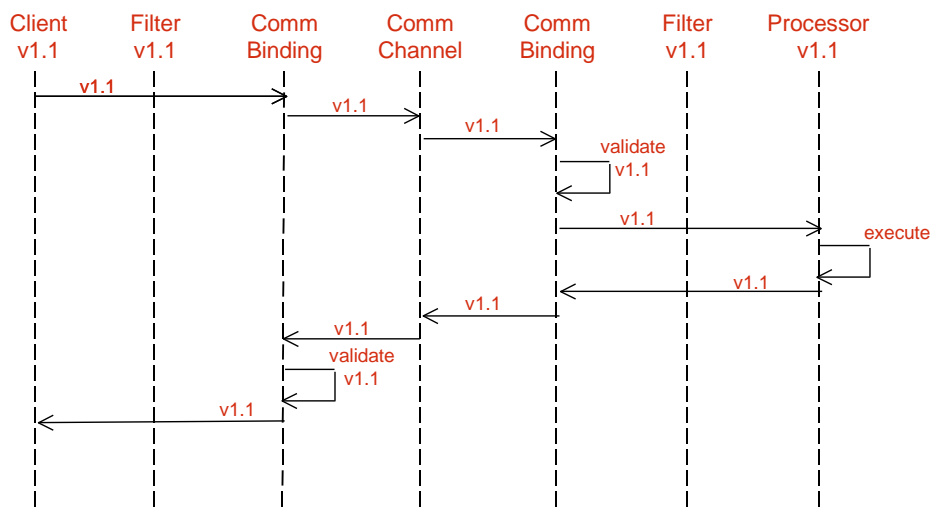 Client Filter Comm Comm Comm Filter Processor
v1.1 v1.1 Binding Channel Binding v1.1 v1.1
v1.1
v1.1
v1.1
validate
v1.1
v1.1
execute
v1.1
v1.1
v1.1
validate
v1.1
v1.1